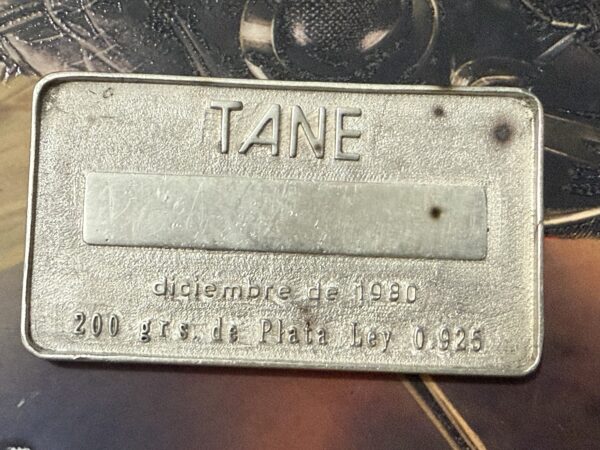 TANE
diciembre de 1980
200 grs. de Plata Ley 0.925